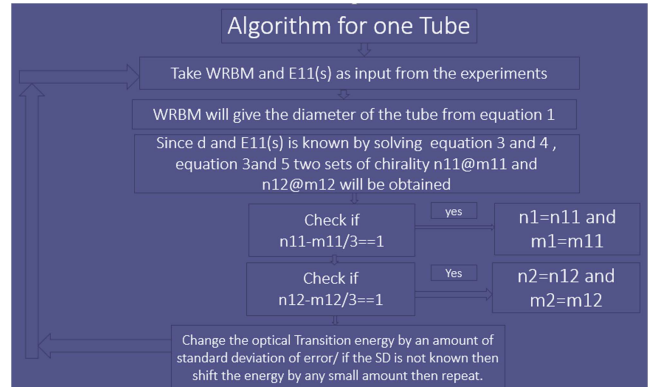 Algorithm for one Tube
Take WRBM and E11(s) as input from the experiments
WRBM will give the diameter of the tube from equation 1
Since d and E11(s) is known by solving equation 3 and 4 ,
equation 3and 5 two sets of chirality n11@m11 and
n12@m12 will be obtained
Check if
n11-m11/3==1
yes
n1=n11 and
m1=m11
Check if
n12-m12/3==1
Yes
n2=n12 and
m2=m12
Change the optical Transition energy by an amount of
standard deviation of error/ if the SD is not known then
shift the energy by any small amount then repeat.